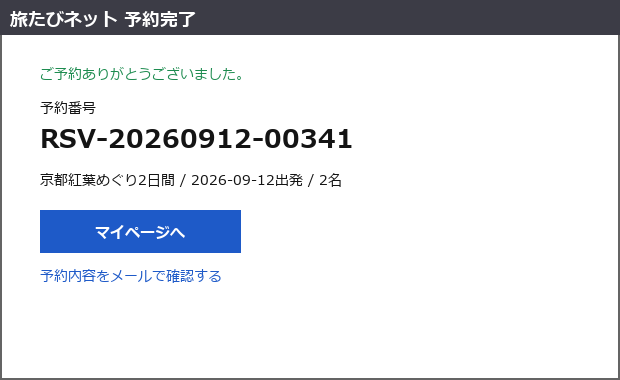 旅たびネット 予約完了
ご予約ありがとうございました。
予約番号
RSV-20260912-00341
京都紅葉めぐり2日間 / 2026-09-12出発 / 2名
マイページへ
予約内容をメールで確認する